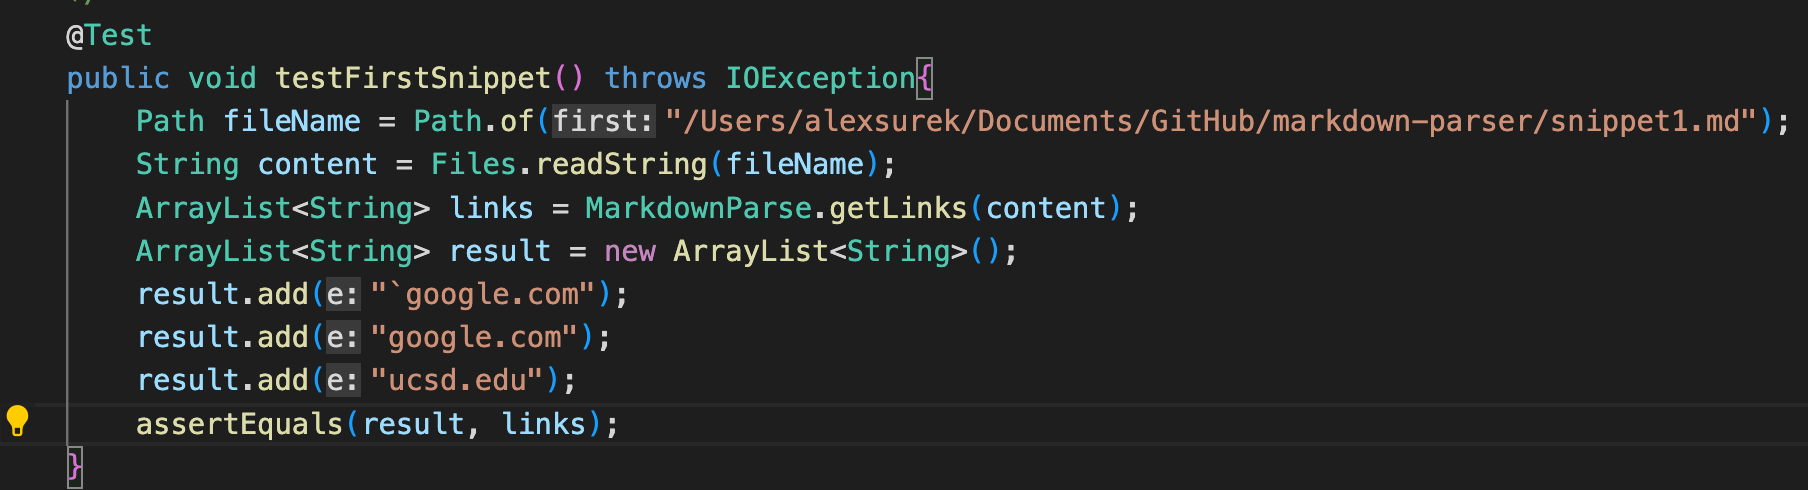 @Test
public void testFirstSnippet() throws IOException{
Path fileName = Path.of(first: "/Users/alexsurek/Documents/GitHub/markdown-parser/snippet1.md");
String content = Files.readString(fileName);
ArrayList<String> links = MarkdownParse.getLinks(content);
ArrayList<String> result = new ArrayList<String>();
result.add(e: "`google.com");
result.add(e: "google.com");
result.add(e: "ucsd.edu");
assertEquals(result, links);
}